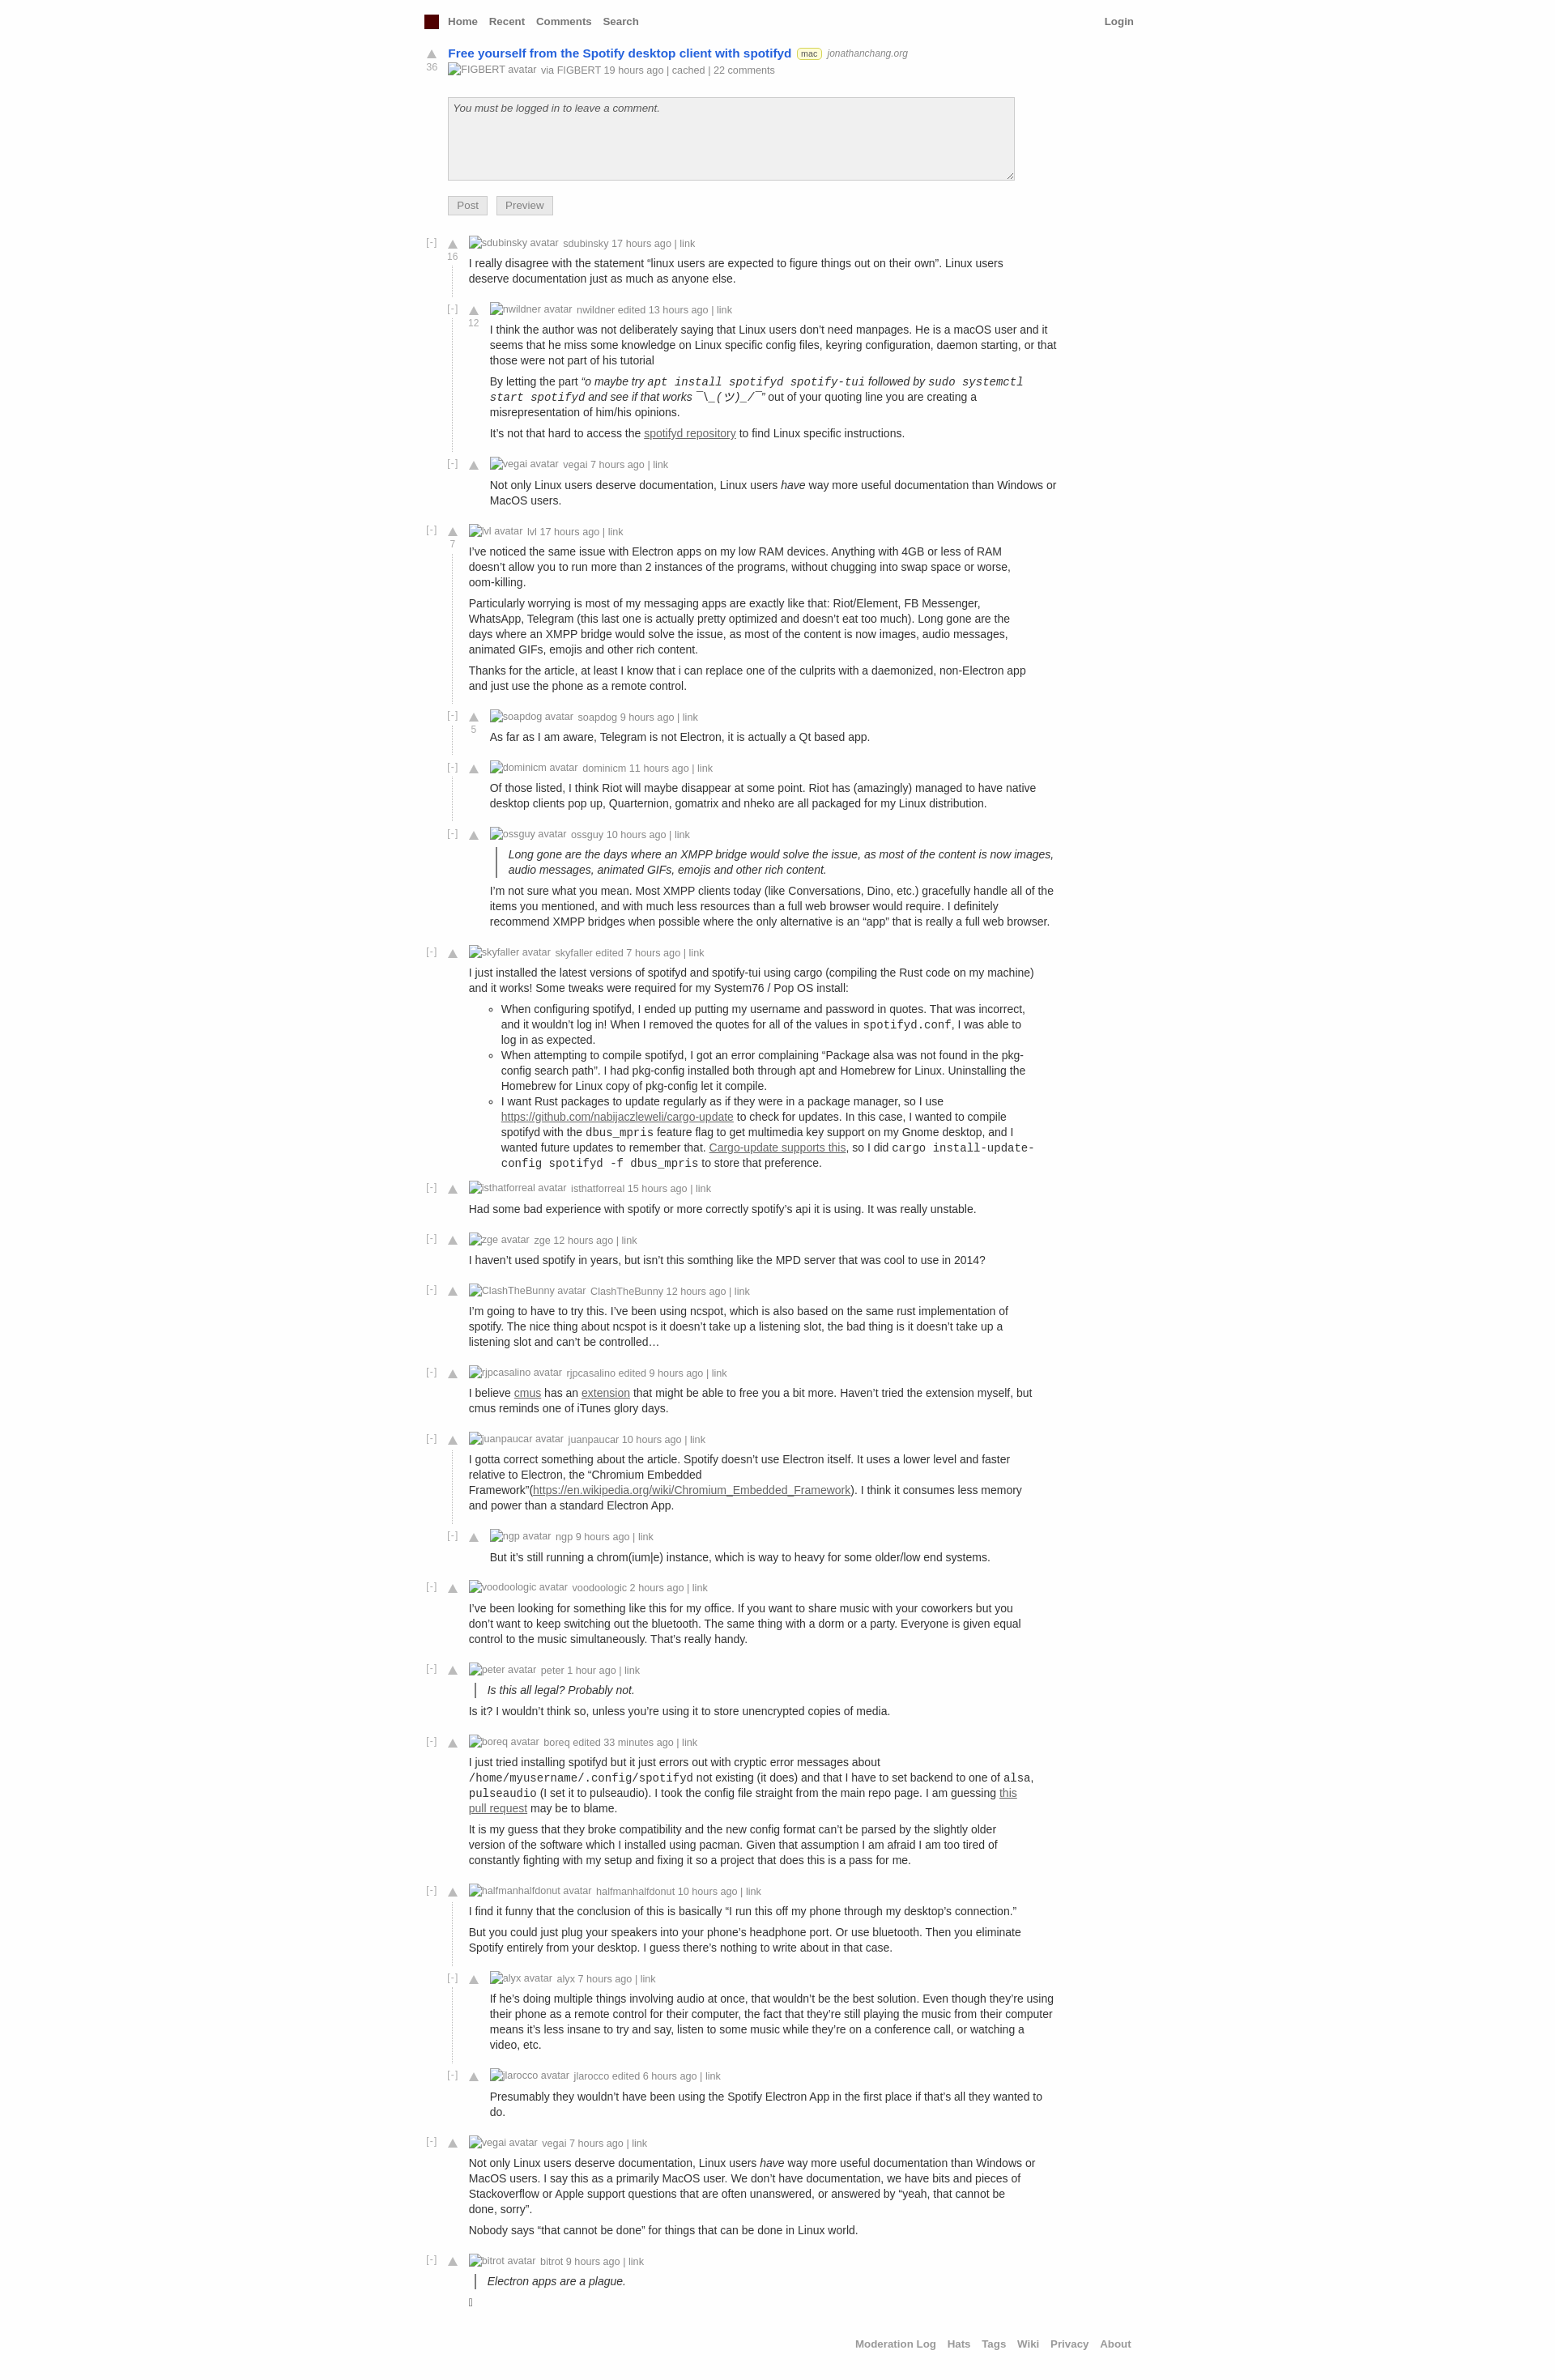 Home Recent Comments Search Login
Free yourself from the Spotify desktop client with spotifyd mac jonathanchang.org
36
FIGBERT avatar via FIGBERT 19 hours ago | cached | 22 comments
You must be logged in to leave a comment.
Post Preview
[-] sdubinsky avatar sdubinsky 17 hours ago | link
16
I really disagree with the statement “linux users are expected to figure things out on their own”. Linux users
deserve documentation just as much as anyone else.
[-] nwildner avatar nwildner edited 13 hours ago | link
12
I think the author was not deliberately saying that Linux users don’t need manpages. He is a macOS user and it
seems that he miss some knowledge on Linux specific config files, keyring configuration, daemon starting, or that
those were not part of his tutorial
By letting the part “o maybe try apt install spotifyd spotify-tui followed by sudo systemctl
start spotifyd and see if that works ¯\_(ツ)_/¯” out of your quoting line you are creating a
misrepresentation of him/his opinions.
It’s not that hard to access the spotifyd repository to find Linux specific instructions.
[-] vegai avatar vegai 7 hours ago | link
Not only Linux users deserve documentation, Linux users have way more useful documentation than Windows or
MacOS users.
[-] lvl avatar lvl 17 hours ago | link
7
I’ve noticed the same issue with Electron apps on my low RAM devices. Anything with 4GB or less of RAM
doesn’t allow you to run more than 2 instances of the programs, without chugging into swap space or worse,
oom-killing.
Particularly worrying is most of my messaging apps are exactly like that: Riot/Element, FB Messenger,
WhatsApp, Telegram (this last one is actually pretty optimized and doesn’t eat too much). Long gone are the
days where an XMPP bridge would solve the issue, as most of the content is now images, audio messages,
animated GIFs, emojis and other rich content.
Thanks for the article, at least I know that i can replace one of the culprits with a daemonized, non-Electron app
and just use the phone as a remote control.
[-] soapdog avatar soapdog 9 hours ago | link
5
As far as I am aware, Telegram is not Electron, it is actually a Qt based app.
[-] dominicm avatar dominicm 11 hours ago | link
Of those listed, I think Riot will maybe disappear at some point. Riot has (amazingly) managed to have native
desktop clients pop up, Quarternion, gomatrix and nheko are all packaged for my Linux distribution.
[-] ossguy avatar ossguy 10 hours ago | link
Long gone are the days where an XMPP bridge would solve the issue, as most of the content is now images,
audio messages, animated GIFs, emojis and other rich content.
I’m not sure what you mean. Most XMPP clients today (like Conversations, Dino, etc.) gracefully handle all of the
items you mentioned, and with much less resources than a full web browser would require. I definitely
recommend XMPP bridges when possible where the only alternative is an “app” that is really a full web browser.
[-] skyfaller avatar skyfaller edited 7 hours ago | link
I just installed the latest versions of spotifyd and spotify-tui using cargo (compiling the Rust code on my machine)
and it works! Some tweaks were required for my System76 / Pop OS install:
When configuring spotifyd, I ended up putting my username and password in quotes. That was incorrect,
and it wouldn’t log in! When I removed the quotes for all of the values in spotifyd.conf, I was able to
log in as expected.
When attempting to compile spotifyd, I got an error complaining “Package alsa was not found in the pkg-
config search path”. I had pkg-config installed both through apt and Homebrew for Linux. Uninstalling the
Homebrew for Linux copy of pkg-config let it compile.
I want Rust packages to update regularly as if they were in a package manager, so I use
https://github.com/nabijaczleweli/cargo-update to check for updates. In this case, I wanted to compile
spotifyd with the dbus_mpris feature flag to get multimedia key support on my Gnome desktop, and I
wanted future updates to remember that. Cargo-update supports this, so I did cargo install-update-
config spotifyd -f dbus_mpris to store that preference.
[-] isthatforreal avatar isthatforreal 15 hours ago | link
Had some bad experience with spotify or more correctly spotify’s api it is using. It was really unstable.
[-] zge avatar zge 12 hours ago | link
I haven’t used spotify in years, but isn’t this somthing like the MPD server that was cool to use in 2014?
[-] ClashTheBunny avatar ClashTheBunny 12 hours ago | link
I’m going to have to try this. I’ve been using ncspot, which is also based on the same rust implementation of
spotify. The nice thing about ncspot is it doesn’t take up a listening slot, the bad thing is it doesn’t take up a
listening slot and can’t be controlled…
[-] rjpcasalino avatar rjpcasalino edited 9 hours ago | link
I believe cmus has an extension that might be able to free you a bit more. Haven’t tried the extension myself, but
cmus reminds one of iTunes glory days.
[-] juanpaucar avatar juanpaucar 10 hours ago | link
I gotta correct something about the article. Spotify doesn’t use Electron itself. It uses a lower level and faster
relative to Electron, the “Chromium Embedded
Framework”(https://en.wikipedia.org/wiki/Chromium_Embedded_Framework). I think it consumes less memory
and power than a standard Electron App.
[-] ngp avatar ngp 9 hours ago | link
But it’s still running a chrom(ium|e) instance, which is way to heavy for some older/low end systems.
[-] voodoologic avatar voodoologic 2 hours ago | link
I’ve been looking for something like this for my office. If you want to share music with your coworkers but you
don’t want to keep switching out the bluetooth. The same thing with a dorm or a party. Everyone is given equal
control to the music simultaneously. That’s really handy.
[-] peter avatar peter 1 hour ago | link
Is this all legal? Probably not.
Is it? I wouldn’t think so, unless you’re using it to store unencrypted copies of media.
[-] boreq avatar boreq edited 33 minutes ago | link
I just tried installing spotifyd but it just errors out with cryptic error messages about
/home/myusername/.config/spotifyd not existing (it does) and that I have to set backend to one of alsa,
pulseaudio (I set it to pulseaudio). I took the config file straight from the main repo page. I am guessing this
pull request may be to blame.
It is my guess that they broke compatibility and the new config format can’t be parsed by the slightly older
version of the software which I installed using pacman. Given that assumption I am afraid I am too tired of
constantly fighting with my setup and fixing it so a project that does this is a pass for me.
[-] halfmanhalfdonut avatar halfmanhalfdonut 10 hours ago | link
I find it funny that the conclusion of this is basically “I run this off my phone through my desktop’s connection.”
But you could just plug your speakers into your phone’s headphone port. Or use bluetooth. Then you eliminate
Spotify entirely from your desktop. I guess there’s nothing to write about in that case.
[-] alyx avatar alyx 7 hours ago | link
If he’s doing multiple things involving audio at once, that wouldn’t be the best solution. Even though they’re using
their phone as a remote control for their computer, the fact that they’re still playing the music from their computer
means it’s less insane to try and say, listen to some music while they’re on a conference call, or watching a
video, etc.
[-] jlarocco avatar jlarocco edited 6 hours ago | link
Presumably they wouldn’t have been using the Spotify Electron App in the first place if that’s all they wanted to
do.
[-] vegai avatar vegai 7 hours ago | link
Not only Linux users deserve documentation, Linux users have way more useful documentation than Windows or
MacOS users. I say this as a primarily MacOS user. We don’t have documentation, we have bits and pieces of
Stackoverflow or Apple support questions that are often unanswered, or answered by “yeah, that cannot be
done, sorry”.
Nobody says “that cannot be done” for things that can be done in Linux world.
[-] bitrot avatar bitrot 9 hours ago | link
Electron apps are a plague.
Moderation Log Hats Tags Wiki Privacy About